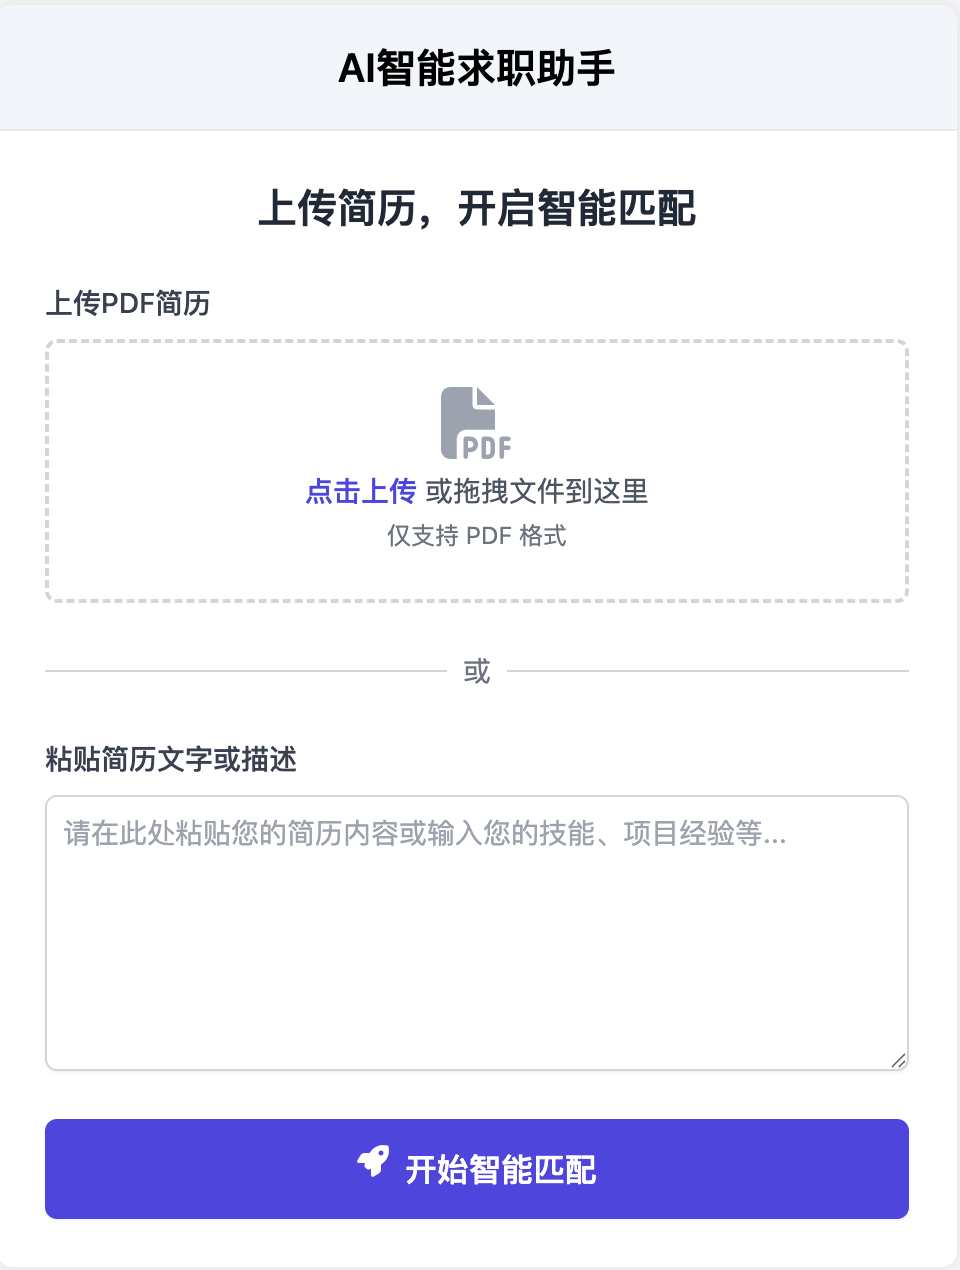 AI智能求职助手
上传简历，开启智能匹配
上传PDF简历
PDF
点击上传 或拖拽文件到这里
仅支持 PDF 格式
或
粘贴简历文字或描述
请在此处粘贴您的简历内容或输入您的技能、项目经验等...
开始智能匹配